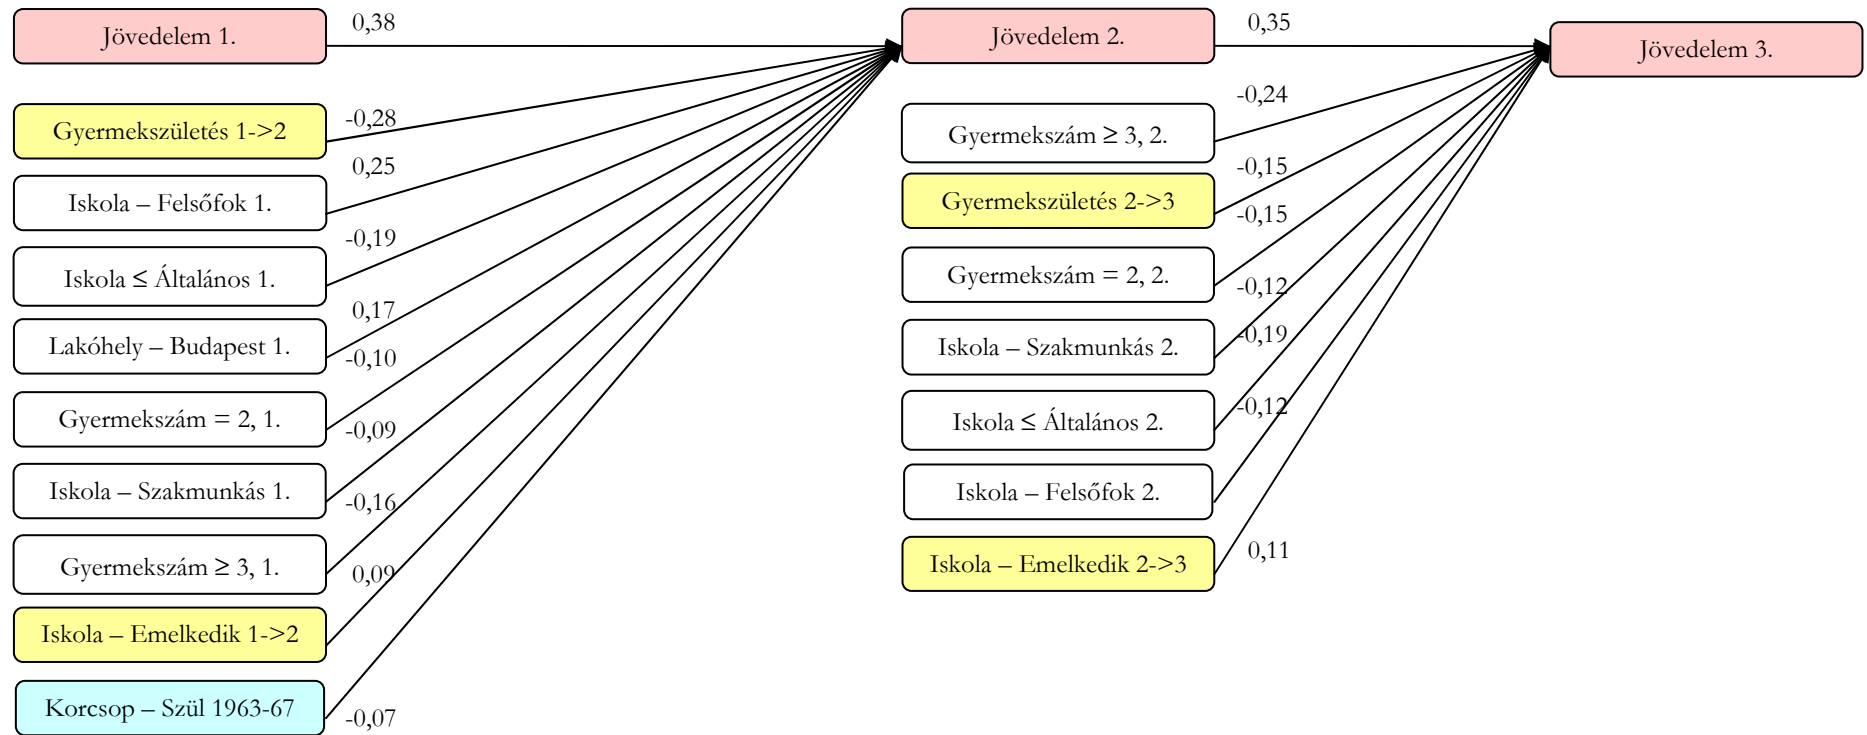 Jövedelem 1.
0,38
Jövedelem 2.
0,35
Jövedelem 3.
Gyermekszületés 1->2
-0,28
Iskola – Felsőfok 1.
0,25
Iskola ≤ Általános 1.
-0,19
Lakóhely – Budapest 1.
0,17
Gyermekszám = 2, 1.
-0,10
Iskola – Szakmunkás 1.
-0,09
Gyermekszám ≥ 3, 1.
-0,16
Iskola – Emelkedik 1->2
0,09
Korcsop – Szül 1963-67
-0,07
Gyermekszám ≥ 3, 2.
-0,24
Gyermekszületés 2->3
-0,15
Gyermekszám = 2, 2.
-0,15
Iskola – Szakmunkás 2.
-0,12
Iskola ≤ Általános 2.
-0,19
Iskola – Felsőfok 2.
-0,12
Iskola – Emelkedik 2->3
0,11